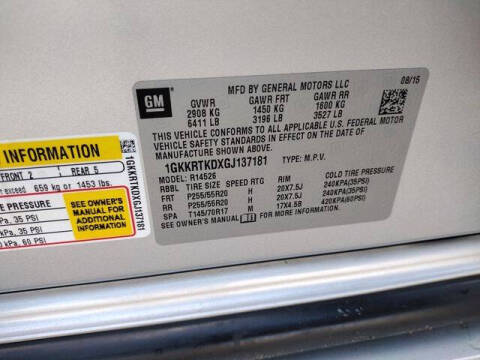 GM
MFD BY GENERAL MOTORS LLC
08/15
GVWR GAWR FRT GAWR RR
2908 KG 1450 KG 1600 KG
6411 LB 3196 LB 3527 LB
THIS VEHICLE CONFORMS TO ALL APPLICABLE U.S. FEDERAL MOTOR
VEHICLE SAFETY STANDARDS IN EFFECT ON THE DATE OF
MANUFACTURE SHOWN ABOVE.
1GKKRTKDXGJ137181 TYPE: M.P.V.
MODEL: R14526
RBBL TIRE SIZE SPEED RTG RIM COLD TIRE PRESSURE
FRT P255/55R20 H 20X7.5J 240KPA(35PSI)
RR P255/55R20 H 20X7.5J 240KPA(35PSI)
SPA T145/70R17 M 17X4.5B 420KPA(60PSI)
SEE OWNER'S MANUAL FOR MORE INFORMATION.
INFORMATION
FRONT 2 REAR 5
exceed 659 kg or 1453 lbs.
E PRESSURE
PA, 35 PSI
kPa, 35 PSI
kPa, 60 PSI
SEE OWNER'S
MANUAL FOR
ADDITIONAL
INFORMATION
1GKKRTKDXGJ137181